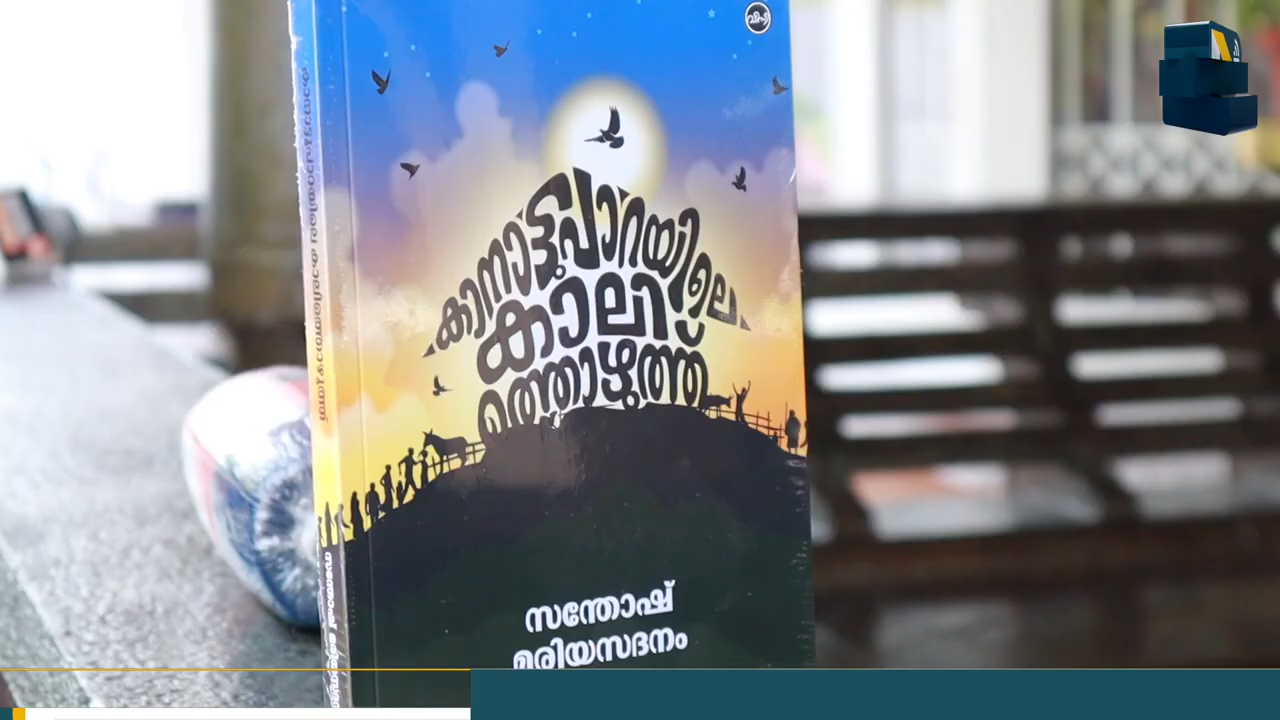 കാനാട്ടുപാറയിലെ
കാലി
ത്തൊഴുത്ത്
സന്തോഷ്
മരിയസദനം